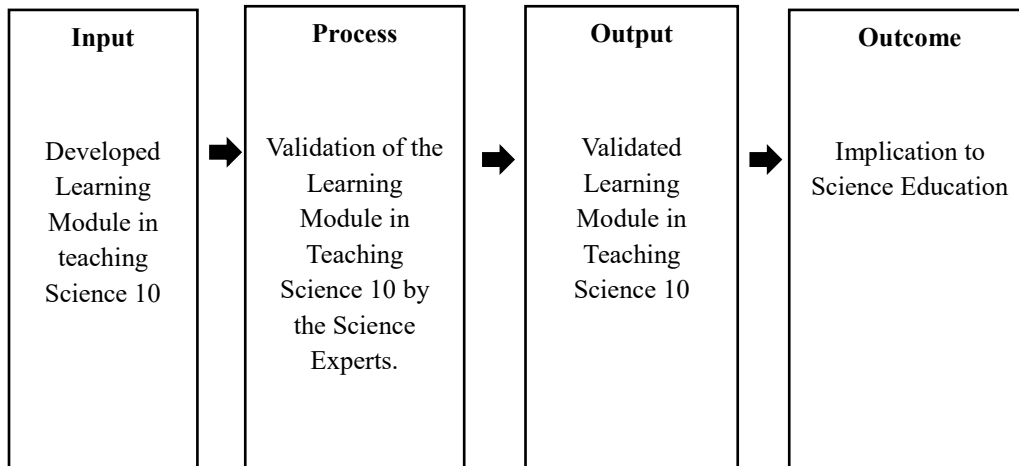 Input
Developed
Learning
Module in
teaching
Science 10
Process
Validation of the
Learning
Module in
Teaching
Science 10 by
the Science
Experts.
Output
Validated
Learning
Module in
Teaching
Science 10
Outcome
Implication to
Science Education